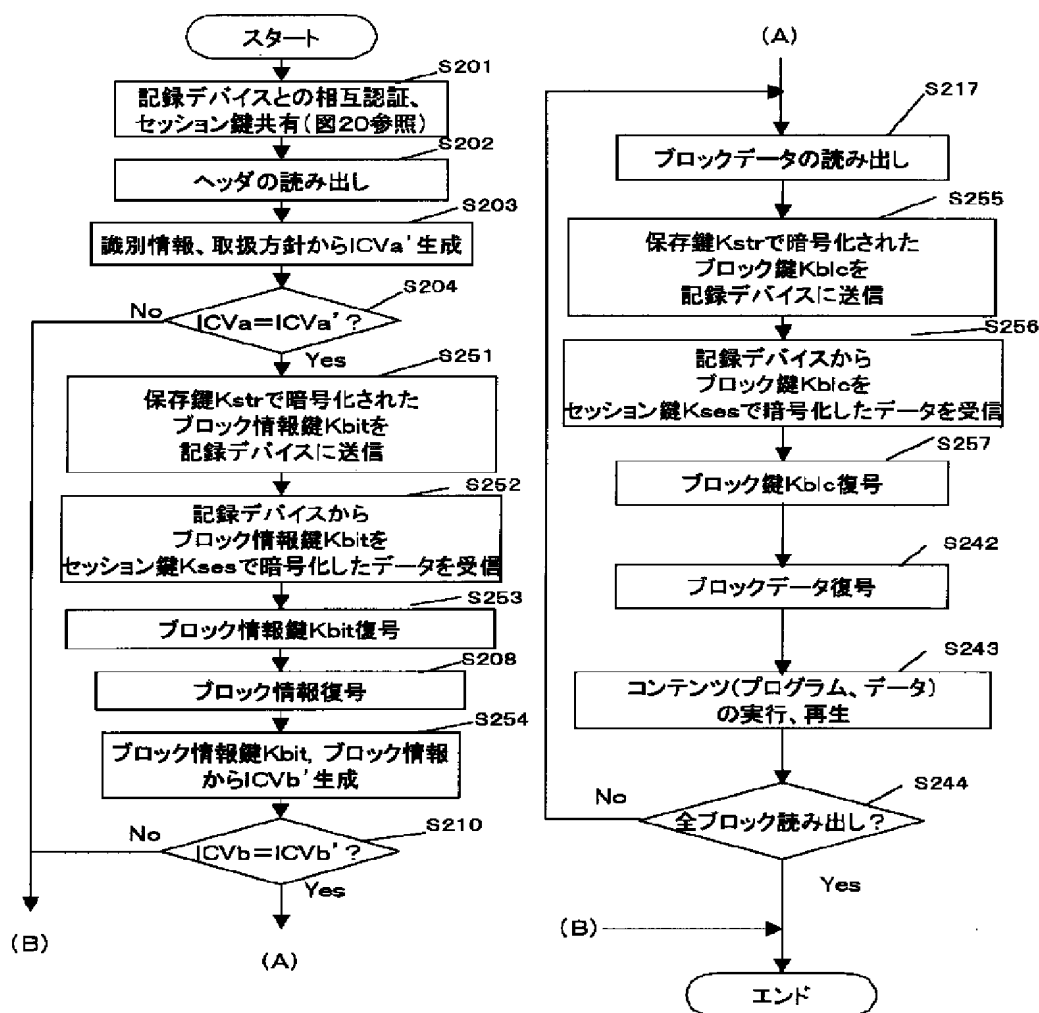 スタート
S201
記録デバイスとの相互認証、
セッション鍵共有(図20参照)
S202
ヘッダの読み出し
S203
識別情報、取扱方針からICVa'生成
S204
No
ICVa=ICVa'?
Yes
S251
保存鍵Kstrで暗号化された
ブロック情報鍵Kbitを
記録デバイスに送信
S252
記録デバイスから
ブロック情報鍵Kbitを
セッション鍵Ksesで暗号化したデータを受信
S253
ブロック情報鍵Kbit復号
S208
ブロック情報復号
S254
ブロック情報鍵Kbit, ブロック情報
からICVb'生成
S210
No
ICVb=ICVb'?
Yes
(B)
(A)
(A)
S217
ブロックデータの読み出し
S255
保存鍵Kstrで暗号化された
ブロック鍵Kblcを
記録デバイスに送信
S256
記録デバイスから
ブロック鍵Kblcを
セッション鍵Ksesで暗号化したデータを受信
S257
ブロック鍵Kblc復号
S242
ブロックデータ復号
S243
コンテンツ(プログラム、データ)
の実行、再生
S244
No
全ブロック読み出し?
Yes
(B)
エンド